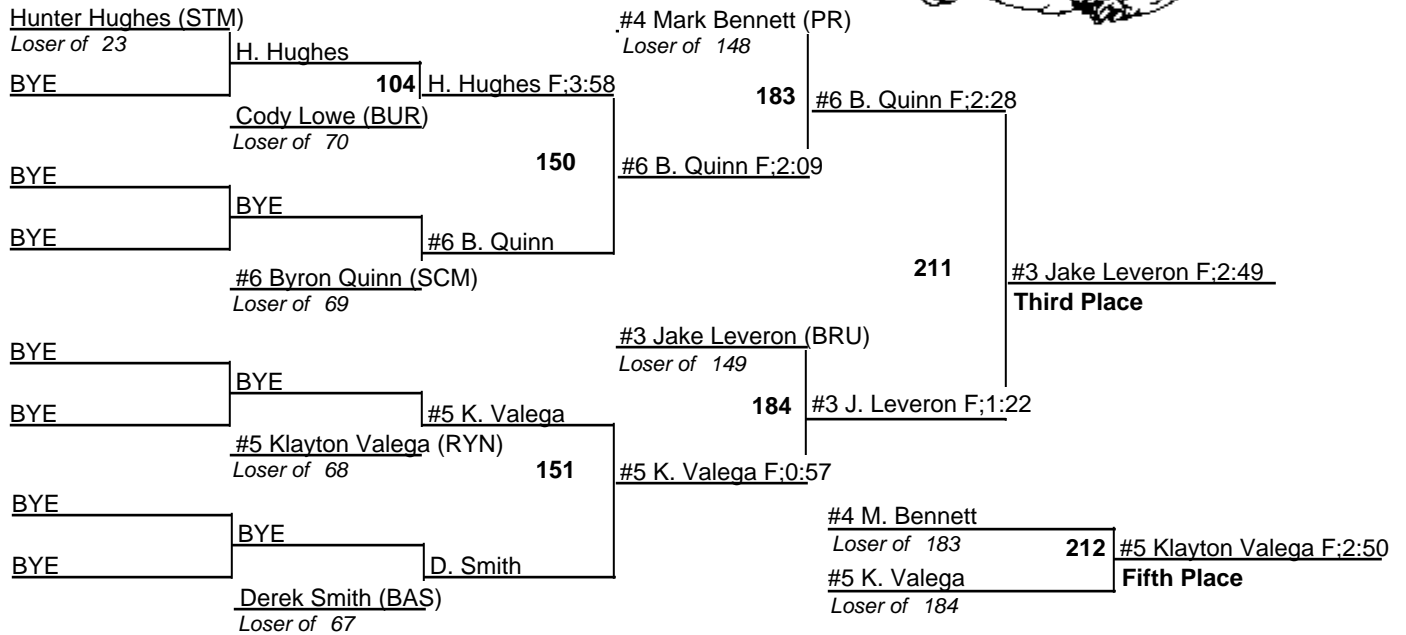 Hunter Hughes (STM)
Loser of 23
H. Hughes
BYE
104
H. Hughes F;3:58
Cody Lowe (BUR)
Loser of 70
150
BYE
BYE
BYE
#6 B. Quinn
#6 Byron Quinn (SCM)
Loser of 69
#4 Mark Bennett (PR)
Loser of 148
183
#6 B. Quinn F;2:28
#6 B. Quinn F;2:09
211
#3 Jake Leveron F;2:49
Third Place
BYE
BYE
BYE
#5 K. Valega
#5 Klayton Valega (RYN)
Loser of 68
151
BYE
BYE
BYE
D. Smith
Derek Smith (BAS)
Loser of 67
#3 Jake Leveron (BRU)
Loser of 149
184
#3 J. Leveron F;1:22
#5 K. Valega F;0:57
#4 M. Bennett
Loser of 183
212
#5 Klayton Valega F;2:50
#5 K. Valega
Fifth Place
Loser of 184